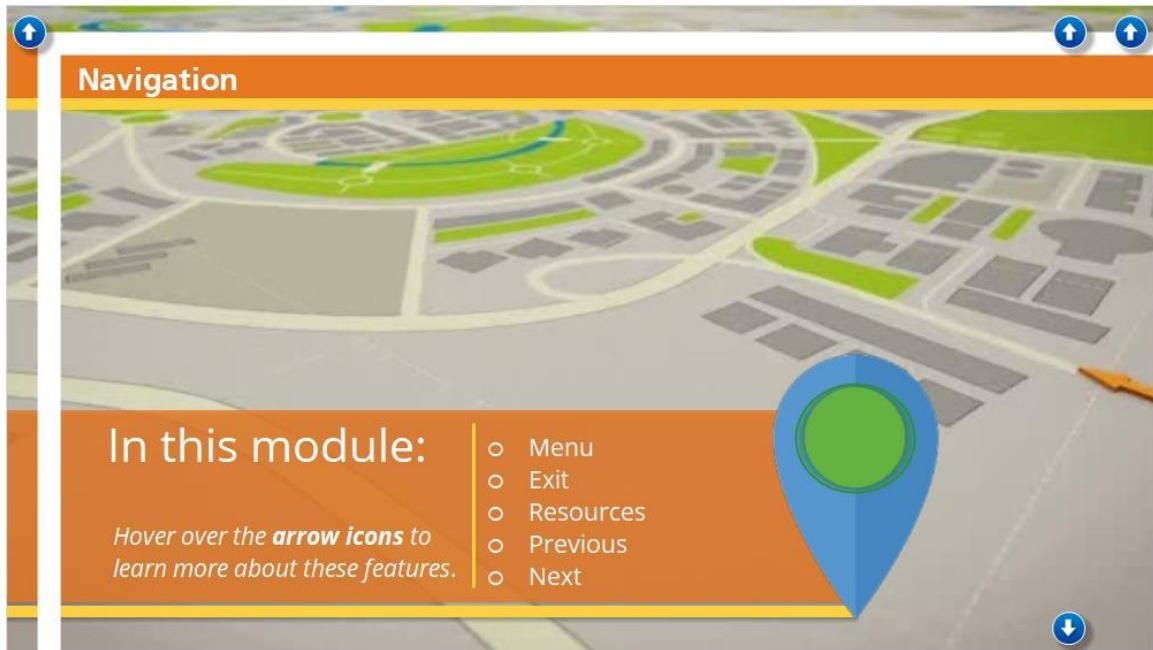 Navigation
In this module:
Hover over the arrow icons to
learn more about these features.
Menu
Exit
Resources
Previous
Next